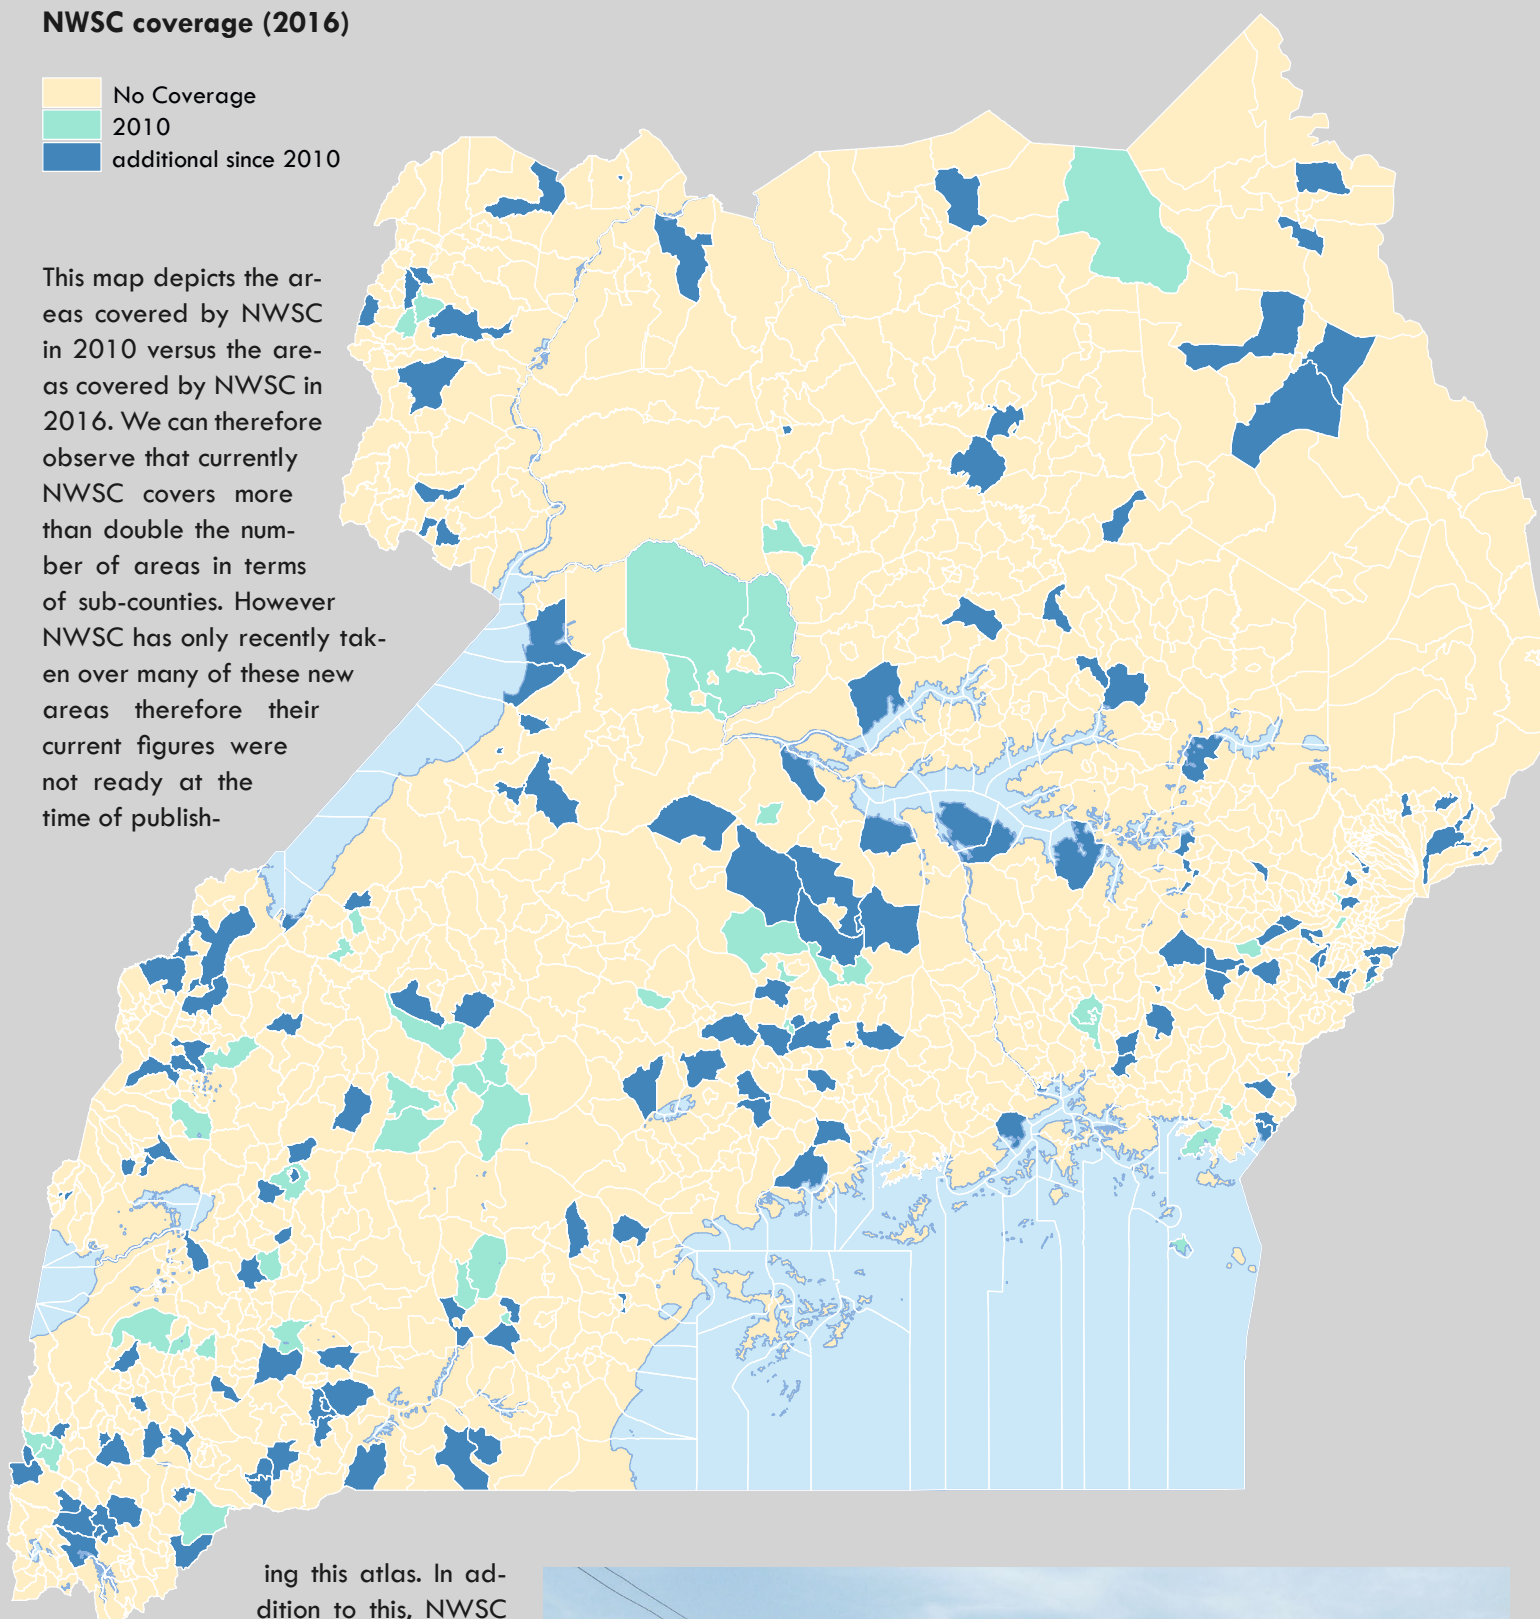 NWSC coverage (2016)
No Coverage
2010
additional since 2010
This map depicts the ar-
eas covered by NWSC
in 2010 versus the are-
as covered by NWSC in
2016. We can therefore
observe that currently
NWSC covers more
than double the num-
ber of areas in terms
of sub-counties. However
NWSC has only recently tak-
en over many of these new
areas therefore their
current figures were
not ready at the
time of publish-
ing this atlas. In ad-
dition to this, NWSC